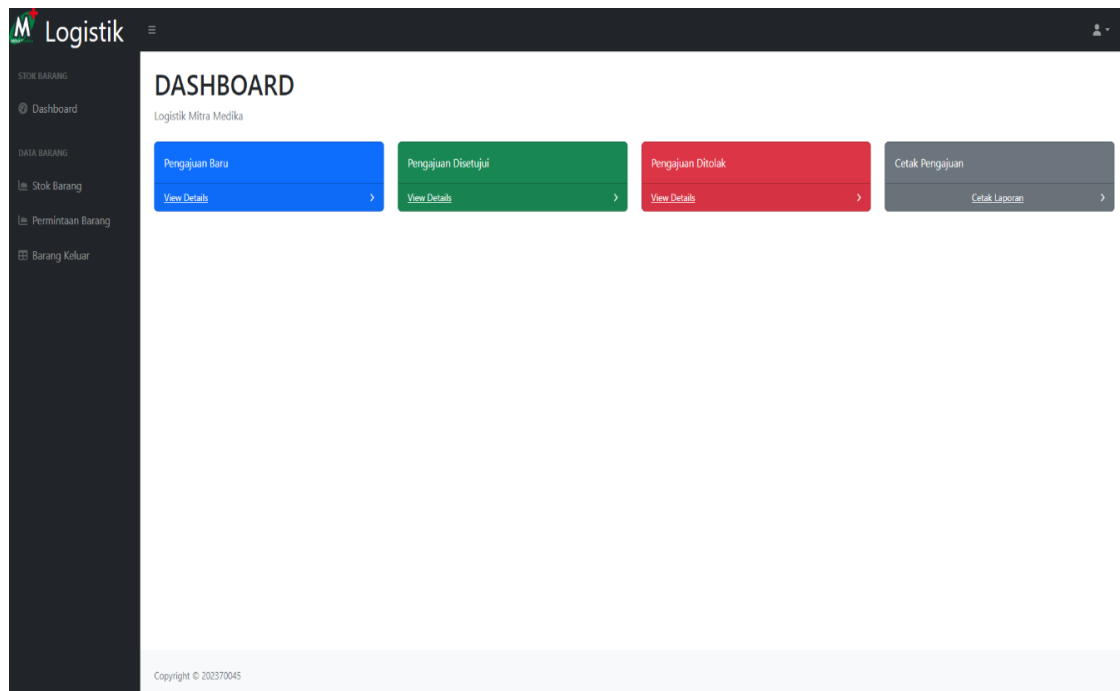 M Logistik
STOK BARANG
Dashboard
DATA BARANG
Stok Barang
Permintaan Barang
Barang Keluar
DASHBOARD
Logistik Mitra Medika
Pengajuan Baru
View Details
Pengajuan Disetujui
View Details
Pengajuan Ditolak
View Details
Cetak Pengajuan
Cetak Laporan
Copyright © 202370045